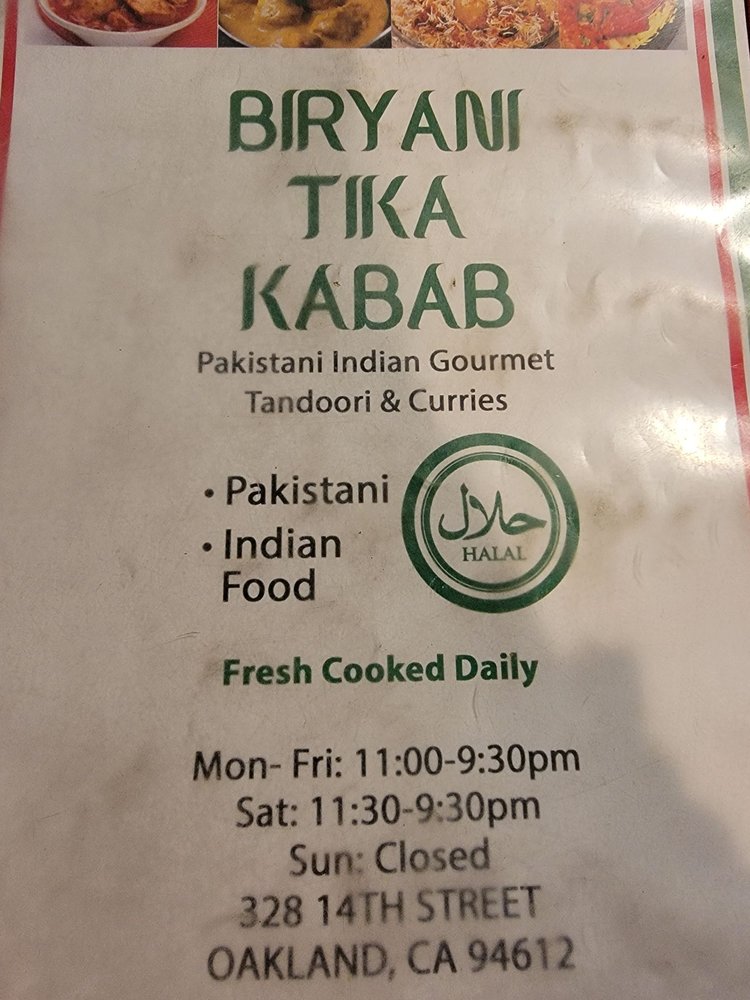 BIRYANI
TIKA
KABAB
Pakistani Indian Gourmet
Tandoori & Curries
• Pakistani
• Indian
Food
حلال
HALAL
Fresh Cooked Daily
Mon- Fri: 11:00-9:30pm
Sat: 11:30-9:30pm
Sun: Closed
328 14TH STREET
OAKLAND, CA 94612